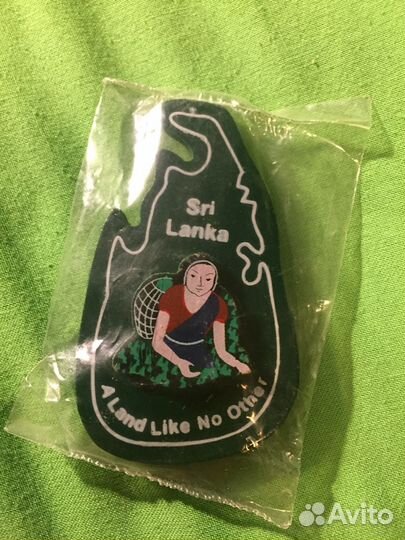 Sri
Lanka
A Land Like No Other
Avito